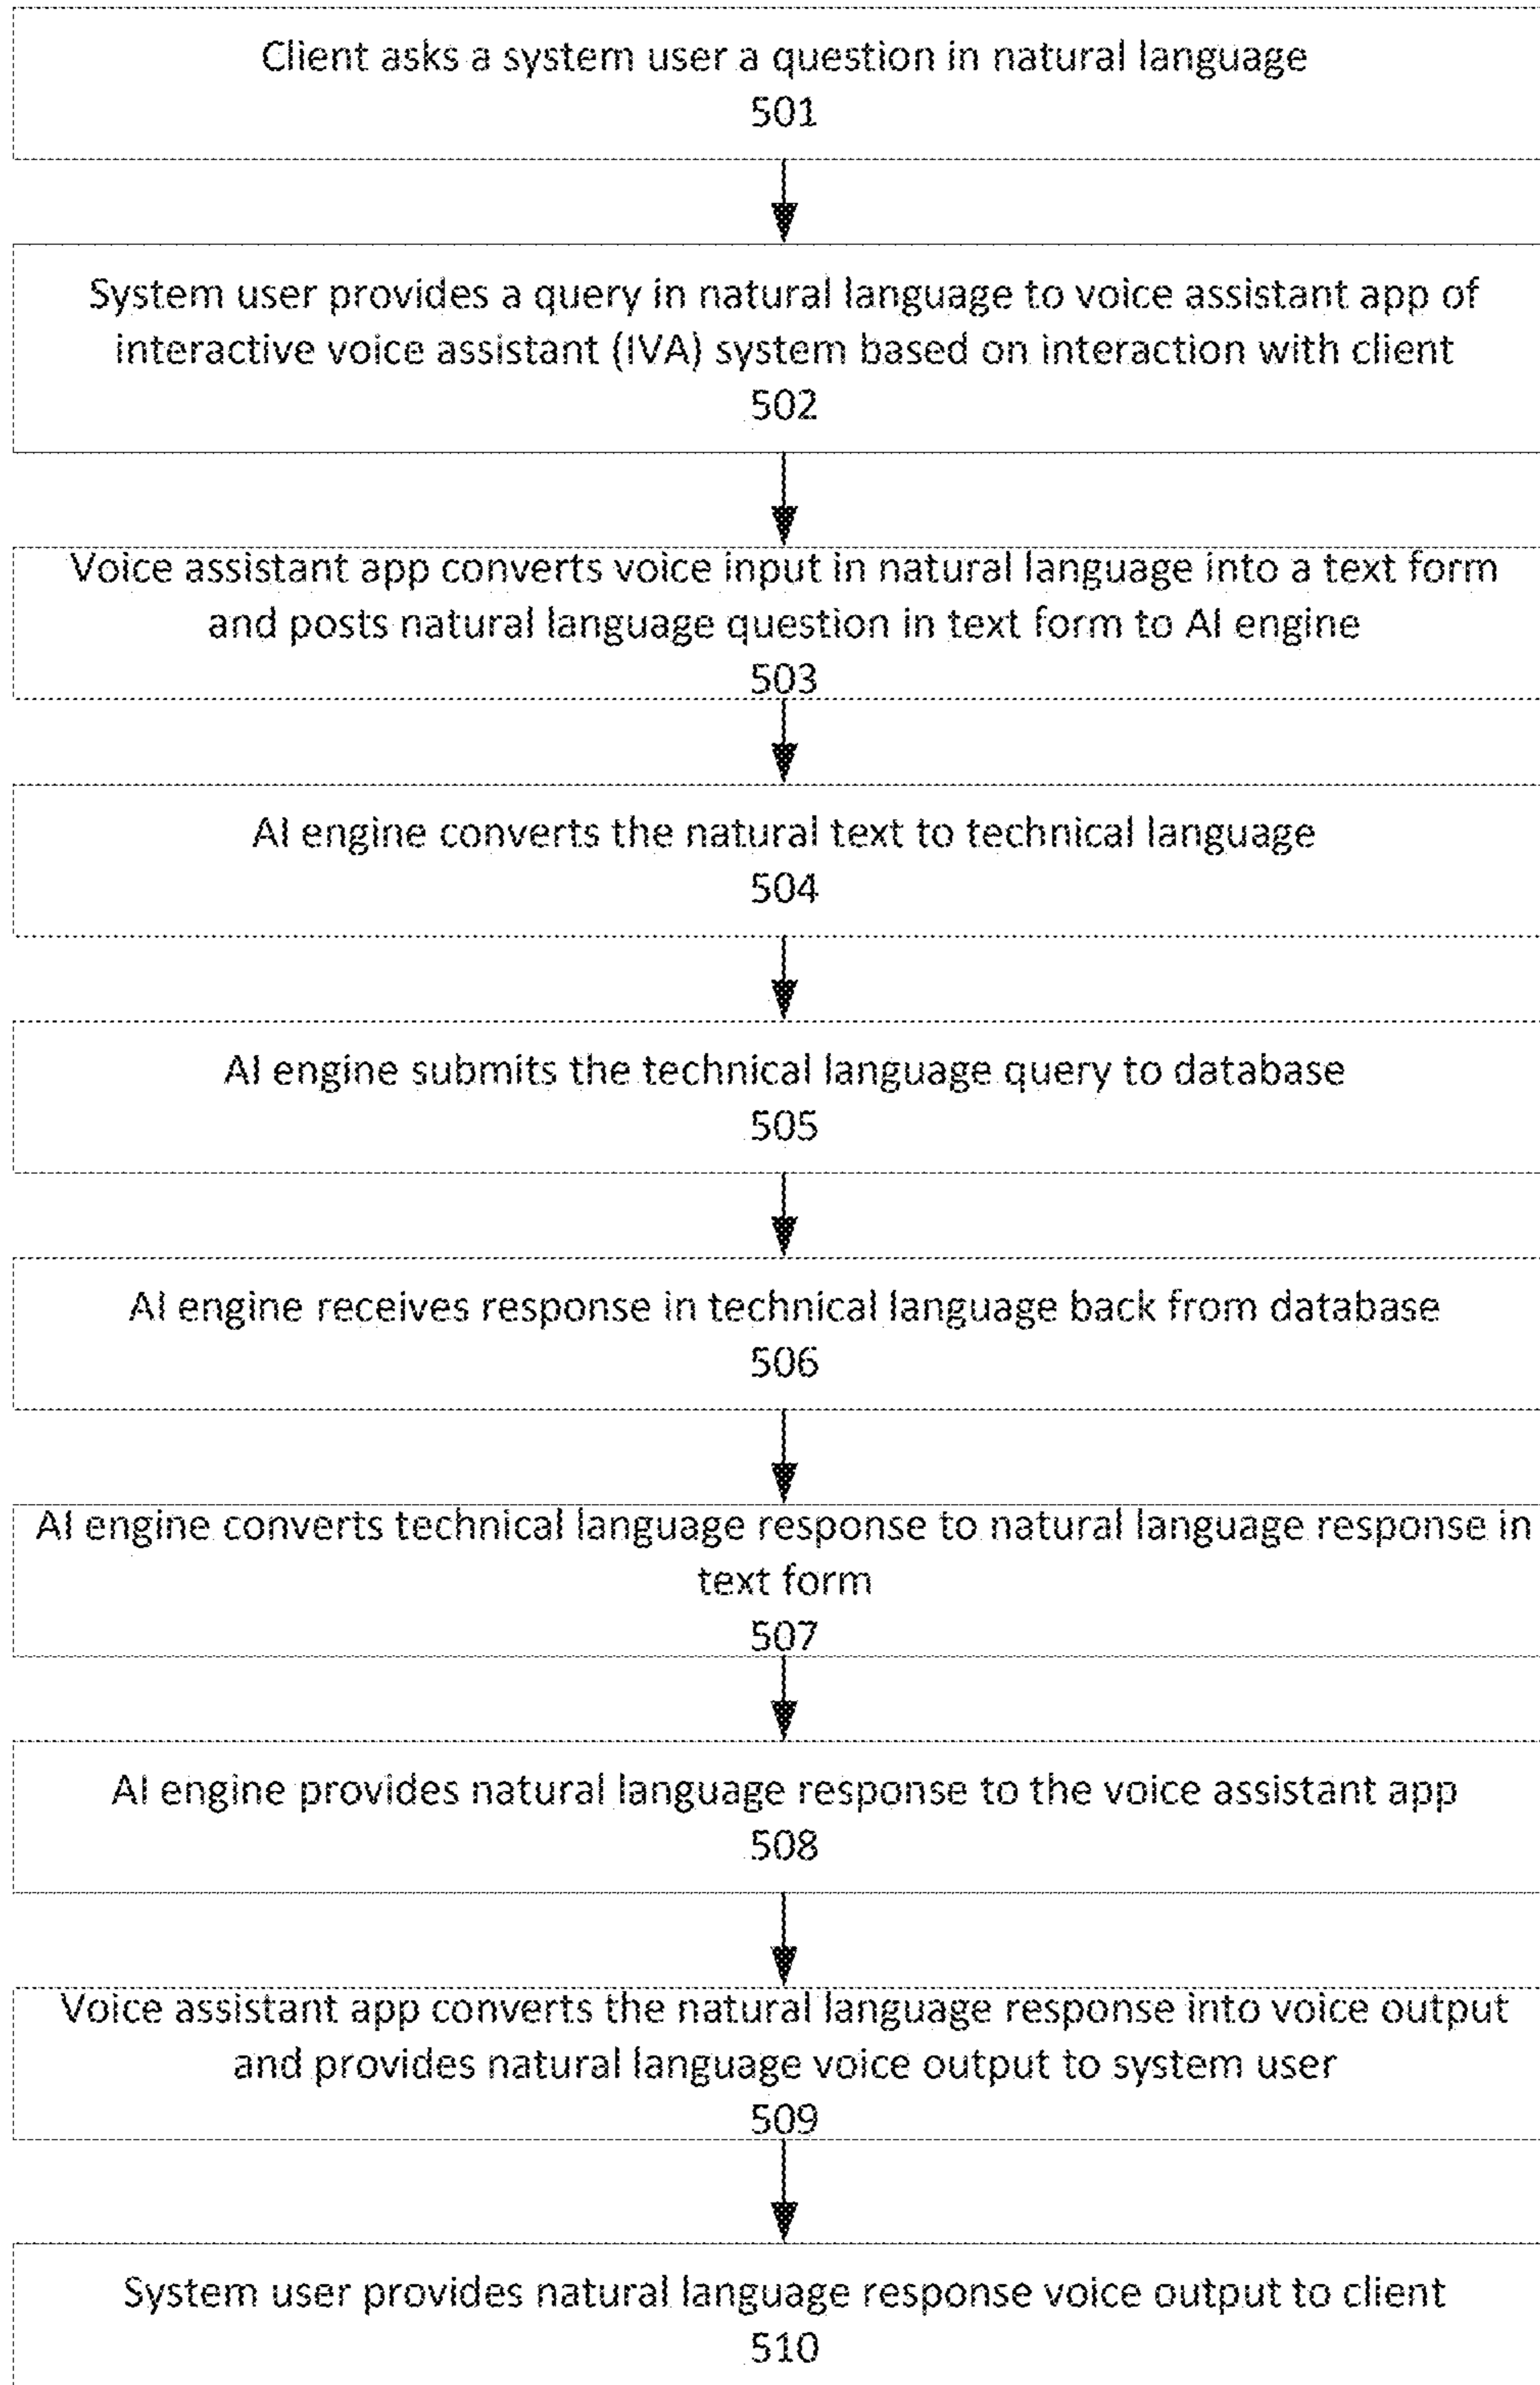 Client asks a system user a question in natural language
501
System user provides a query in natural language to voice assistant app of
interactive voice assistant (IVA) system based on interaction with client
502
Voice assistant app converts voice input in natural language into a text form
and posts natural language question in text form to AI engine
503
AI engine converts the natural text to technical language
504
AI engine submits the technical language query to database
505
AI engine receives response in technical language back from database
506
AI engine converts technical language response to natural language response in
text form
507
AI engine provides natural language response to the voice assistant app
508
Voice assistant app converts the natural language response into voice output
and provides natural language voice output to system user
509
System user provides natural language response voice output to client
510